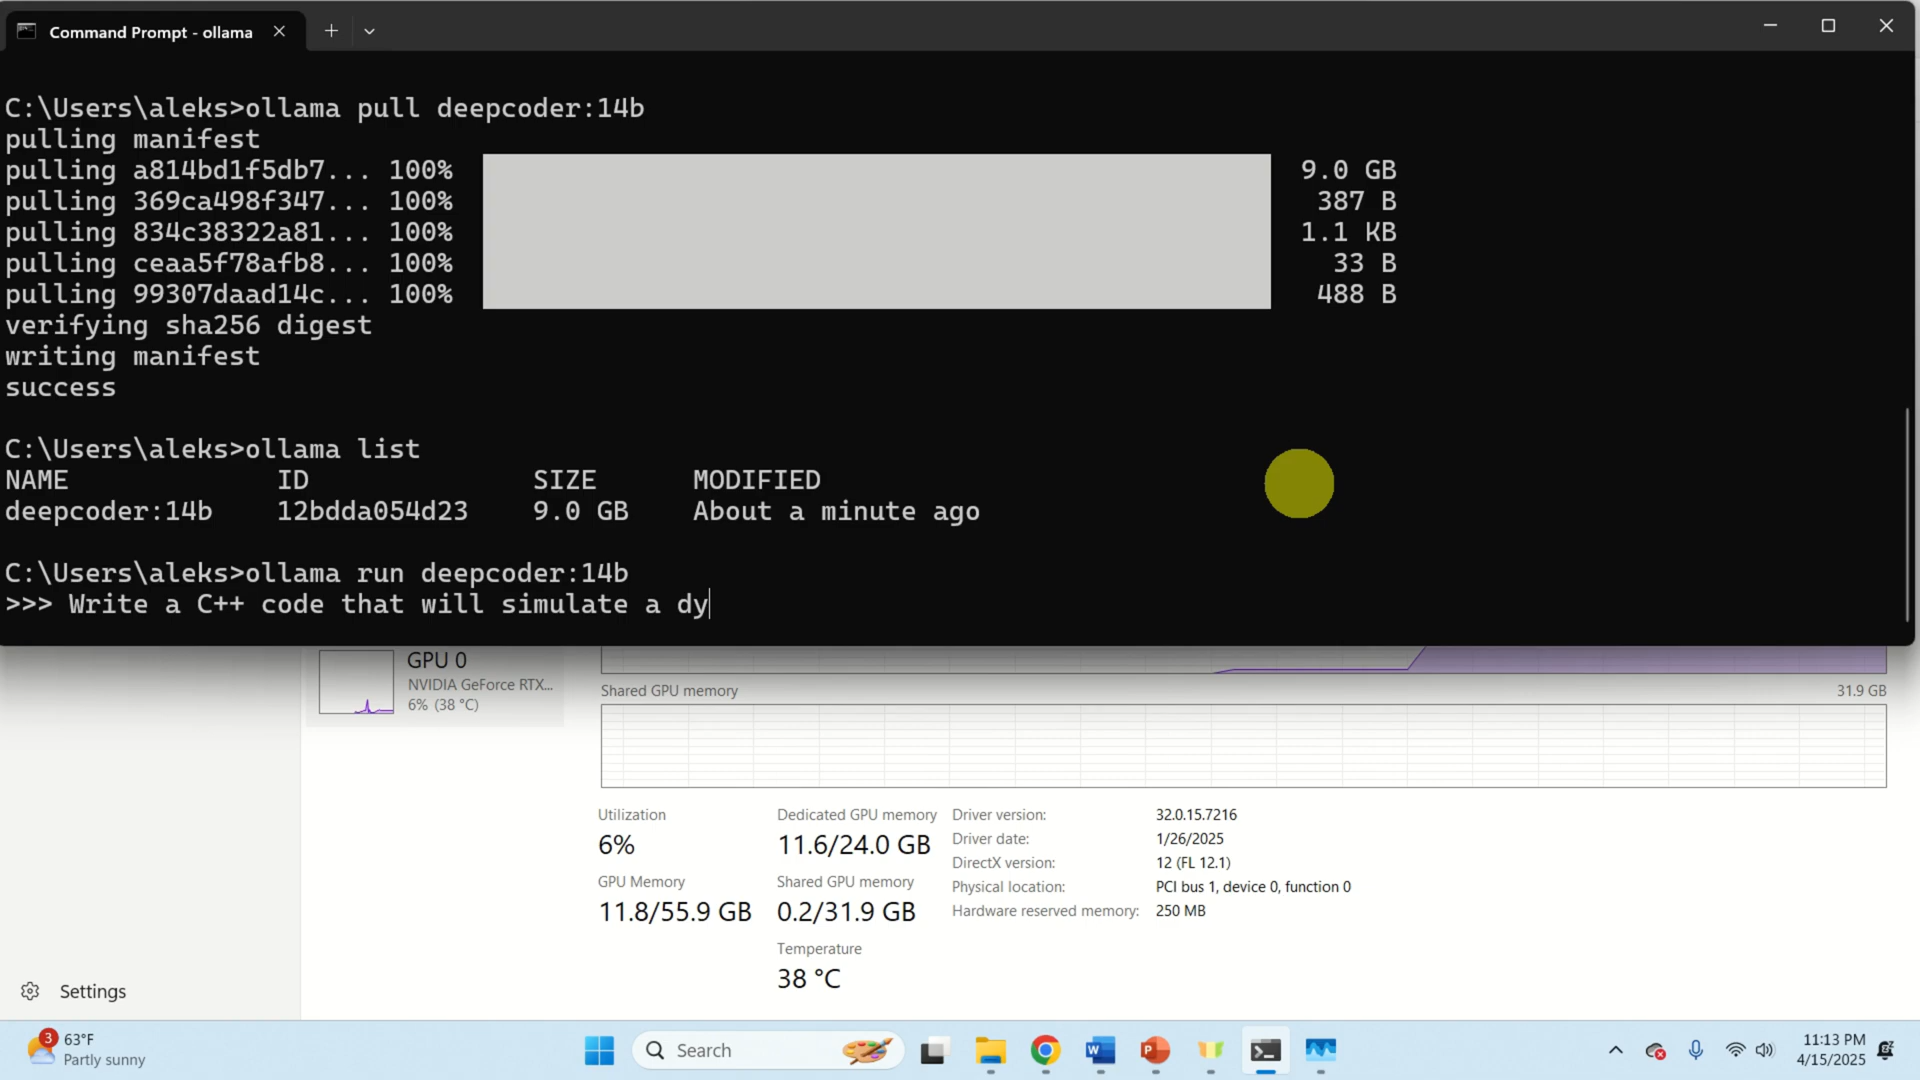 Command Prompt - ollama
C:\Users\aleks>ollama pull deepcoder:14b
pulling manifest
pulling a814bd1f5db7... 100% 9.0 GB
pulling 369ca498f347... 100% 387 B
pulling 834c38322a81... 100% 1.1 KB
pulling ceaa5f78afb8... 100% 33 B
pulling 99307daad14c... 100% 488 B
verifying sha256 digest
writing manifest
success
C:\Users\aleks>ollama list
NAME ID SIZE MODIFIED
deepcoder:14b 12bdda054d23 9.0 GB About a minute ago
C:\Users\aleks>ollama run deepcoder:14b
>>> Write a C++ code that will simulate a dy
GPU 0
NVIDIA GeForce RTX...
6% (38 °C)
Shared GPU memory 31.9 GB
Utilization
6%
Dedicated GPU memory
11.6/24.0 GB
GPU Memory
11.8/55.9 GB
Shared GPU memory
0.2/31.9 GB
Temperature
38 °C
Driver version: 32.0.15.7216
Driver date: 1/26/2025
DirectX version: 12 (FL 12.1)
Physical location: PCI bus 1, device 0, function 0
Hardware reserved memory: 250 MB
Settings
3
63°F
Partly sunny
Search
W
P
11:13 PM
4/15/2025